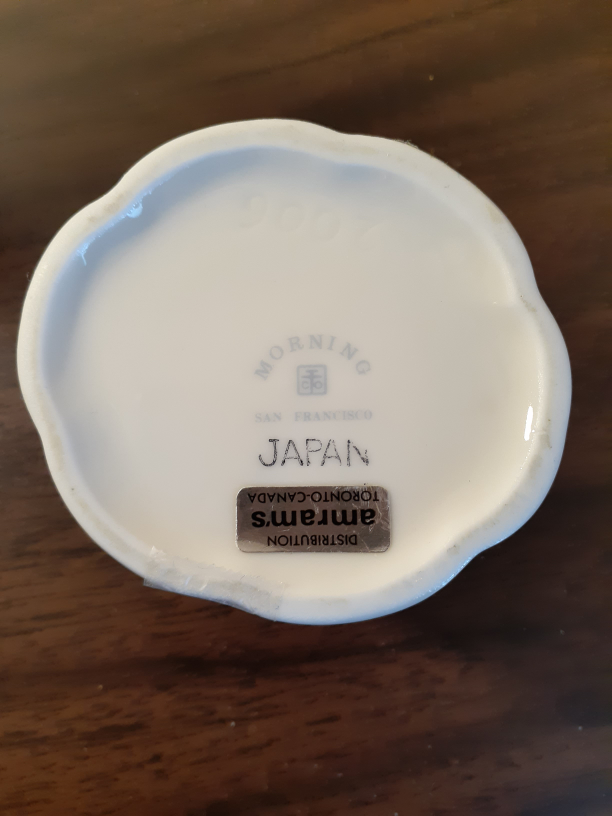 MORNING
SAN FRANCISCO
JAPAN
DISTRIBUTION
amram's
TORONTO-CANADA